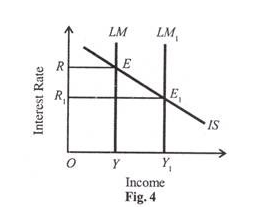 LM LM₁
R E
R₁ E₁
IS
O Y Y₁
Interest Rate
Income
Fig. 4